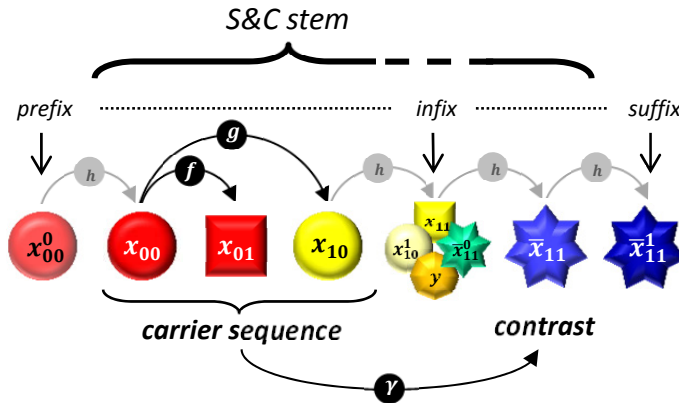 S&C stem
prefix
infix
suffix
g
f
h
h
h
h
x⁰₀₀
x₀₀
x₀₁
x₁₀
x₁₁
x¹₁₀
x̅⁰₁₁
y
x̅₁₁
x̅¹₁₁
carrier sequence
contrast
γ